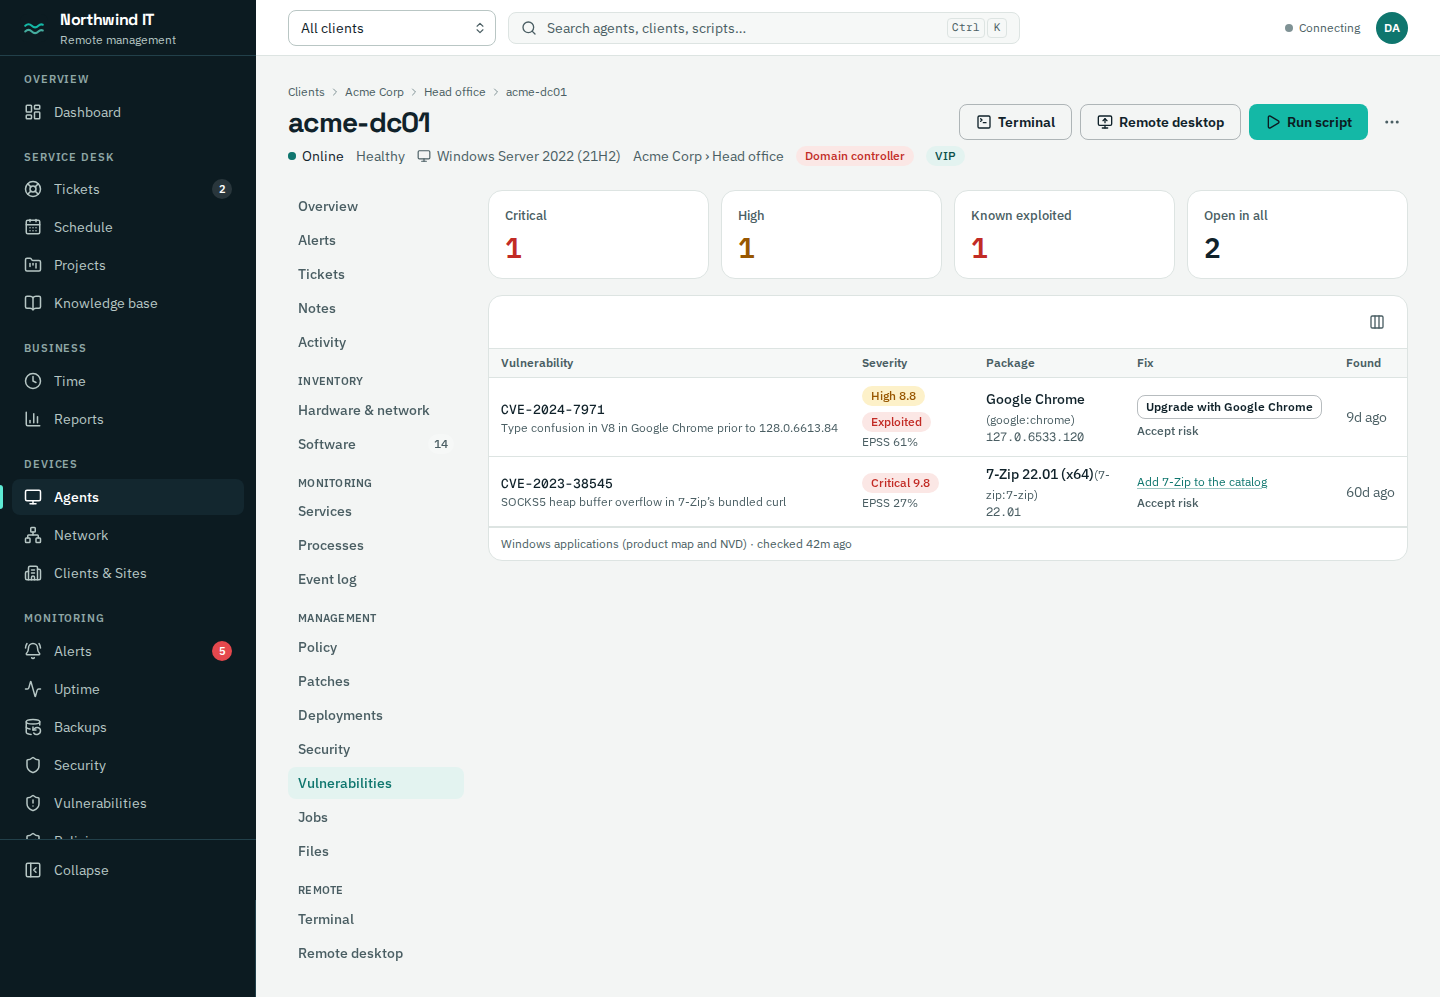 Northwind IT
Remote management
All clients
Search agents, clients, scripts...
Ctrl K
Connecting
DA
OVERVIEW
Dashboard
SERVICE DESK
Tickets 2
Schedule
Projects
Knowledge base
BUSINESS
Time
Reports
DEVICES
Agents
Network
Clients & Sites
MONITORING
Alerts 5
Uptime
Backups
Security
Vulnerabilities
Collapse
Clients > Acme Corp > Head office > acme-dc01
acme-dc01
Terminal
Remote desktop
Run script
Online Healthy Windows Server 2022 (21H2) Acme Corp › Head office Domain controller VIP
Overview
Alerts
Tickets
Notes
Activity
INVENTORY
Hardware & network
Software 14
MONITORING
Services
Processes
Event log
MANAGEMENT
Policy
Patches
Deployments
Security
Vulnerabilities
Jobs
Files
REMOTE
Terminal
Remote desktop
Critical
1
High
1
Known exploited
1
Open in all
2
Vulnerability Severity Package Fix Found
CVE-2024-7971
Type confusion in V8 in Google Chrome prior to 128.0.6613.84
High 8.8
Exploited
EPSS 61%
Google Chrome
(google:chrome)
127.0.6533.120
Upgrade with Google Chrome
Accept risk
9d ago
CVE-2023-38545
SOCKS5 heap buffer overflow in 7-Zip’s bundled curl
Critical 9.8
EPSS 27%
7-Zip 22.01 (x64)(7-
zip:7-zip)
22.01
Add 7-Zip to the catalog
Accept risk
60d ago
Windows applications (product map and NVD) · checked 42m ago